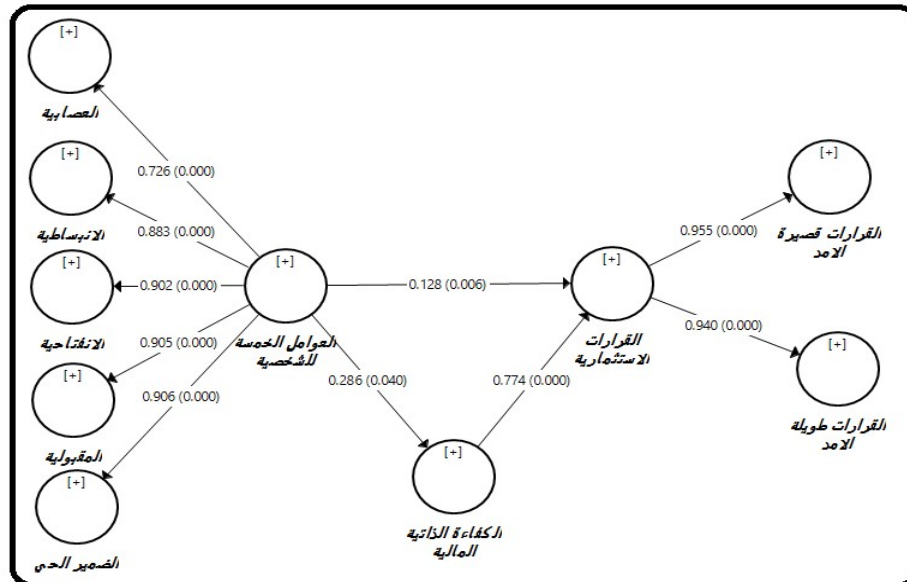 [+]
العصابية
0.726 (0.000)
[+]
الانبساطية
0.883 (0.000)
[+]
الانفتاحية
0.902 (0.000)
[+]
المقبولية
0.905 (0.000)
[+]
الضمير الحي
0.906 (0.000)
[+]
العوامل الخمسة
للشخصية
0.128 (0.006)
0.286 (0.040)
[+]
الكفاءة الذاتية
المالية
0.774 (0.000)
[+]
القرارات
الاستثمارية
0.955 (0.000)
0.940 (0.000)
[+]
القرارات قصيرة
الامد
[+]
القرارات طويلة
الامد